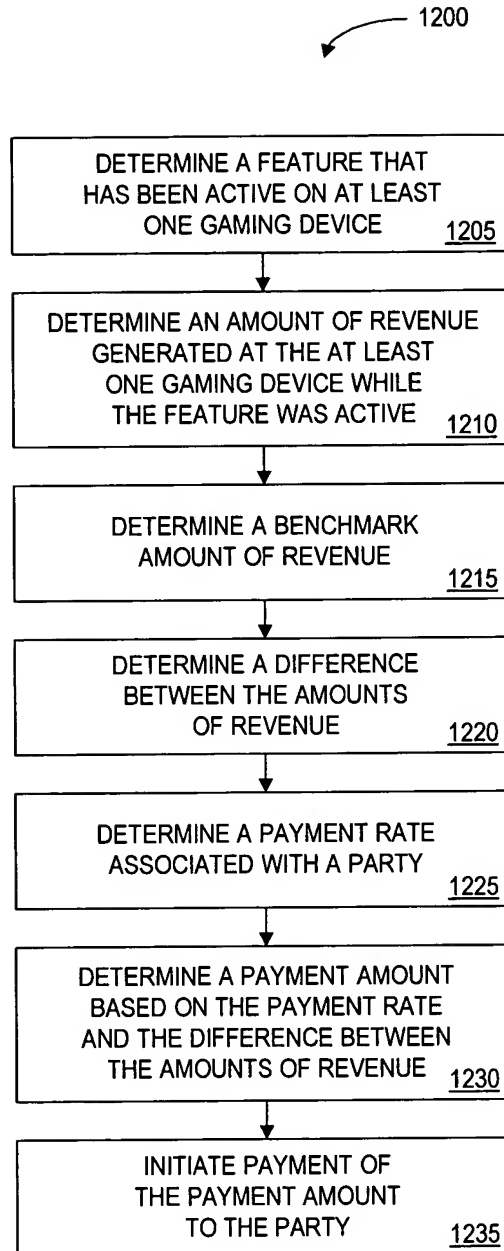 1200
DETERMINE A FEATURE THAT
HAS BEEN ACTIVE ON AT LEAST
ONE GAMING DEVICE
1205
DETERMINE AN AMOUNT OF REVENUE
GENERATED AT THE AT LEAST
ONE GAMING DEVICE WHILE
THE FEATURE WAS ACTIVE
1210
DETERMINE A BENCHMARK
AMOUNT OF REVENUE
1215
DETERMINE A DIFFERENCE
BETWEEN THE AMOUNTS
OF REVENUE
1220
DETERMINE A PAYMENT RATE
ASSOCIATED WITH A PARTY
1225
DETERMINE A PAYMENT AMOUNT
BASED ON THE PAYMENT RATE
AND THE DIFFERENCE BETWEEN
THE AMOUNTS OF REVENUE
1230
INITIATE PAYMENT OF
THE PAYMENT AMOUNT
TO THE PARTY
1235